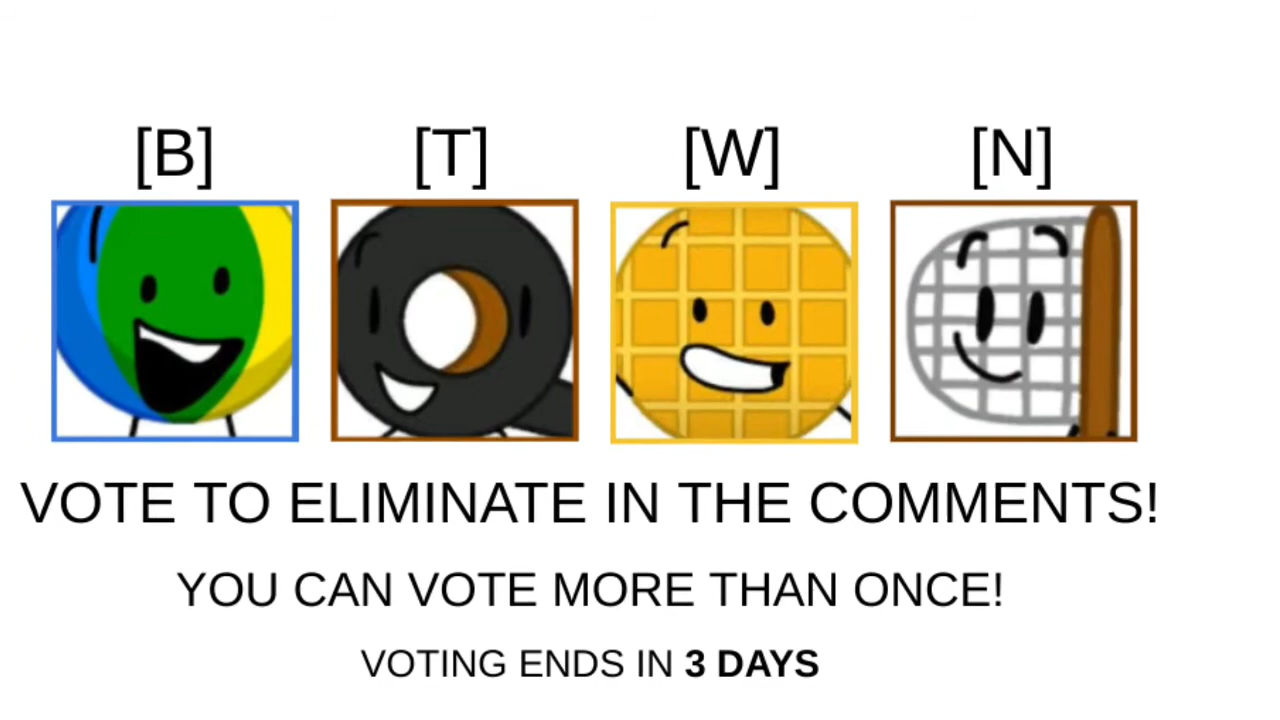 [B] [T] [W] [N]
VOTE TO ELIMINATE IN THE COMMENTS!
YOU CAN VOTE MORE THAN ONCE!
VOTING ENDS IN 3 DAYS